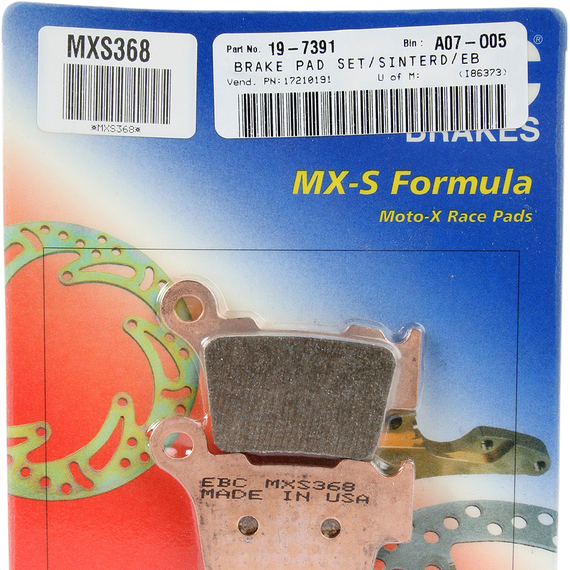 MXS368
*MXS368*
Part No. 19-7391 Bin: A07-005
BRAKE PAD SET/SINTERD/EB
Vend. PN:17210191 U of M: (I86373)
C®
BRAKES
MX-S Formula
Moto-X Race Pads
EBC MXS368
MADE IN USA